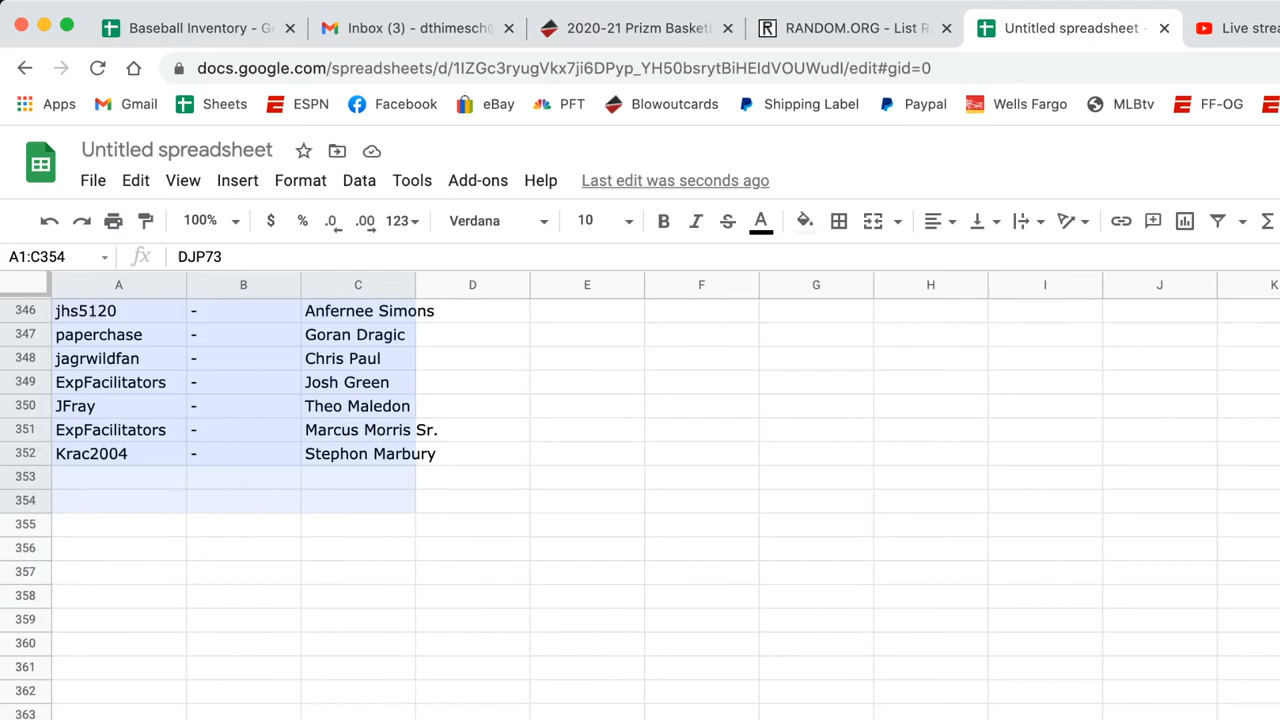 Baseball Inventory - Go
Inbox (3) - dthimesch@
2020-21 Prizm Basketb
RANDOM.ORG - List R
Untitled spreadsheet -
Live stre
docs.google.com/spreadsheets/d/1IZGc3ryugVkx7ji6DPyp_YH50bsrytBiHEIdVOUWudI/edit#gid=0
Apps Gmail Sheets ESPN Facebook eBay PFT Blowoutcards Shipping Label Paypal Wells Fargo MLBtv FF-OG
Untitled spreadsheet
File Edit View Insert Format Data Tools Add-ons Help Last edit was seconds ago
100% $ % .0 .00 123 Verdana 10 B I S A Σ
A1:C354 fx DJP73
A B C D E F G H I J K
346 jhs5120 - Anfernee Simons
347 paperchase - Goran Dragic
348 jagrwildfan - Chris Paul
349 ExpFacilitators - Josh Green
350 JFray - Theo Maledon
351 ExpFacilitators - Marcus Morris Sr.
352 Krac2004 - Stephon Marbury
353
354
355
356
357
358
359
360
361
362
363